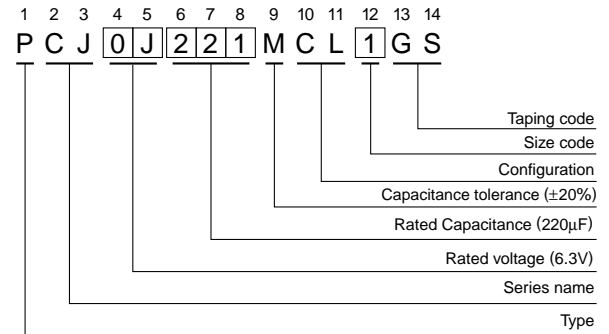 1 2 3 4 5 6 7 8 9 10 11 12 13 14
P C J 0 J 2 2 1 M C L 1 G S
Taping code
Size code
Configuration
Capacitance tolerance (±20%)
Rated Capacitance (220μF)
Rated voltage (6.3V)
Series name
Type